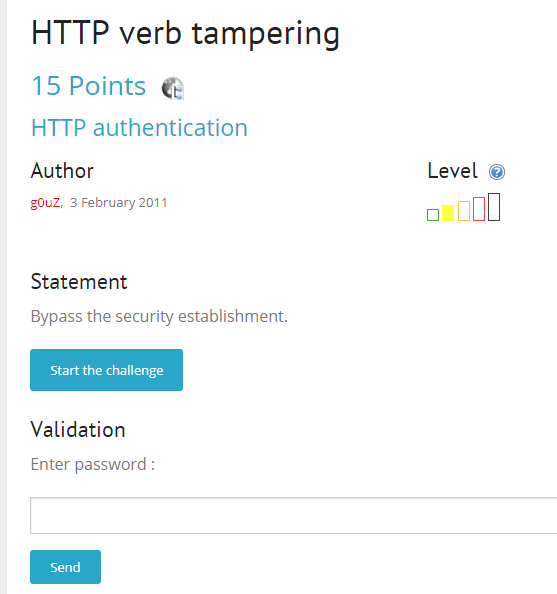 HTTP verb tampering
15 Points
HTTP authentication
Author
Level
g0uZ, 3 February 2011
Statement
Bypass the security establishment.
Start the challenge
Validation
Enter password :
Send